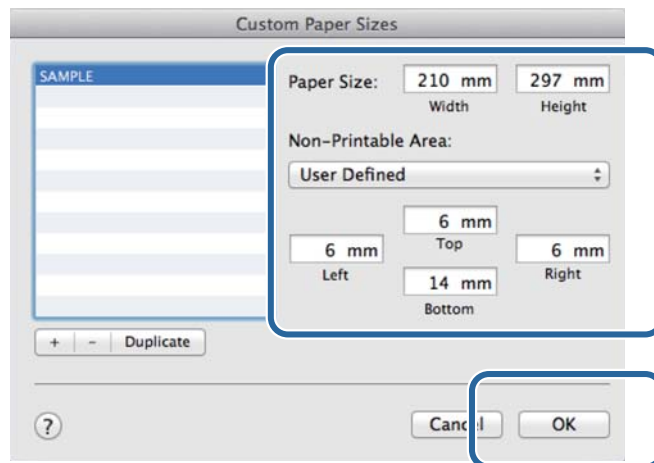 Custom Paper Sizes
SAMPLE
Paper Size: 210 mm 297 mm
Width Height
Non-Printable Area:
User Defined
6 mm
Top
6 mm 6 mm
Left Right
14 mm
Bottom
+ - Duplicate
? Cancel OK